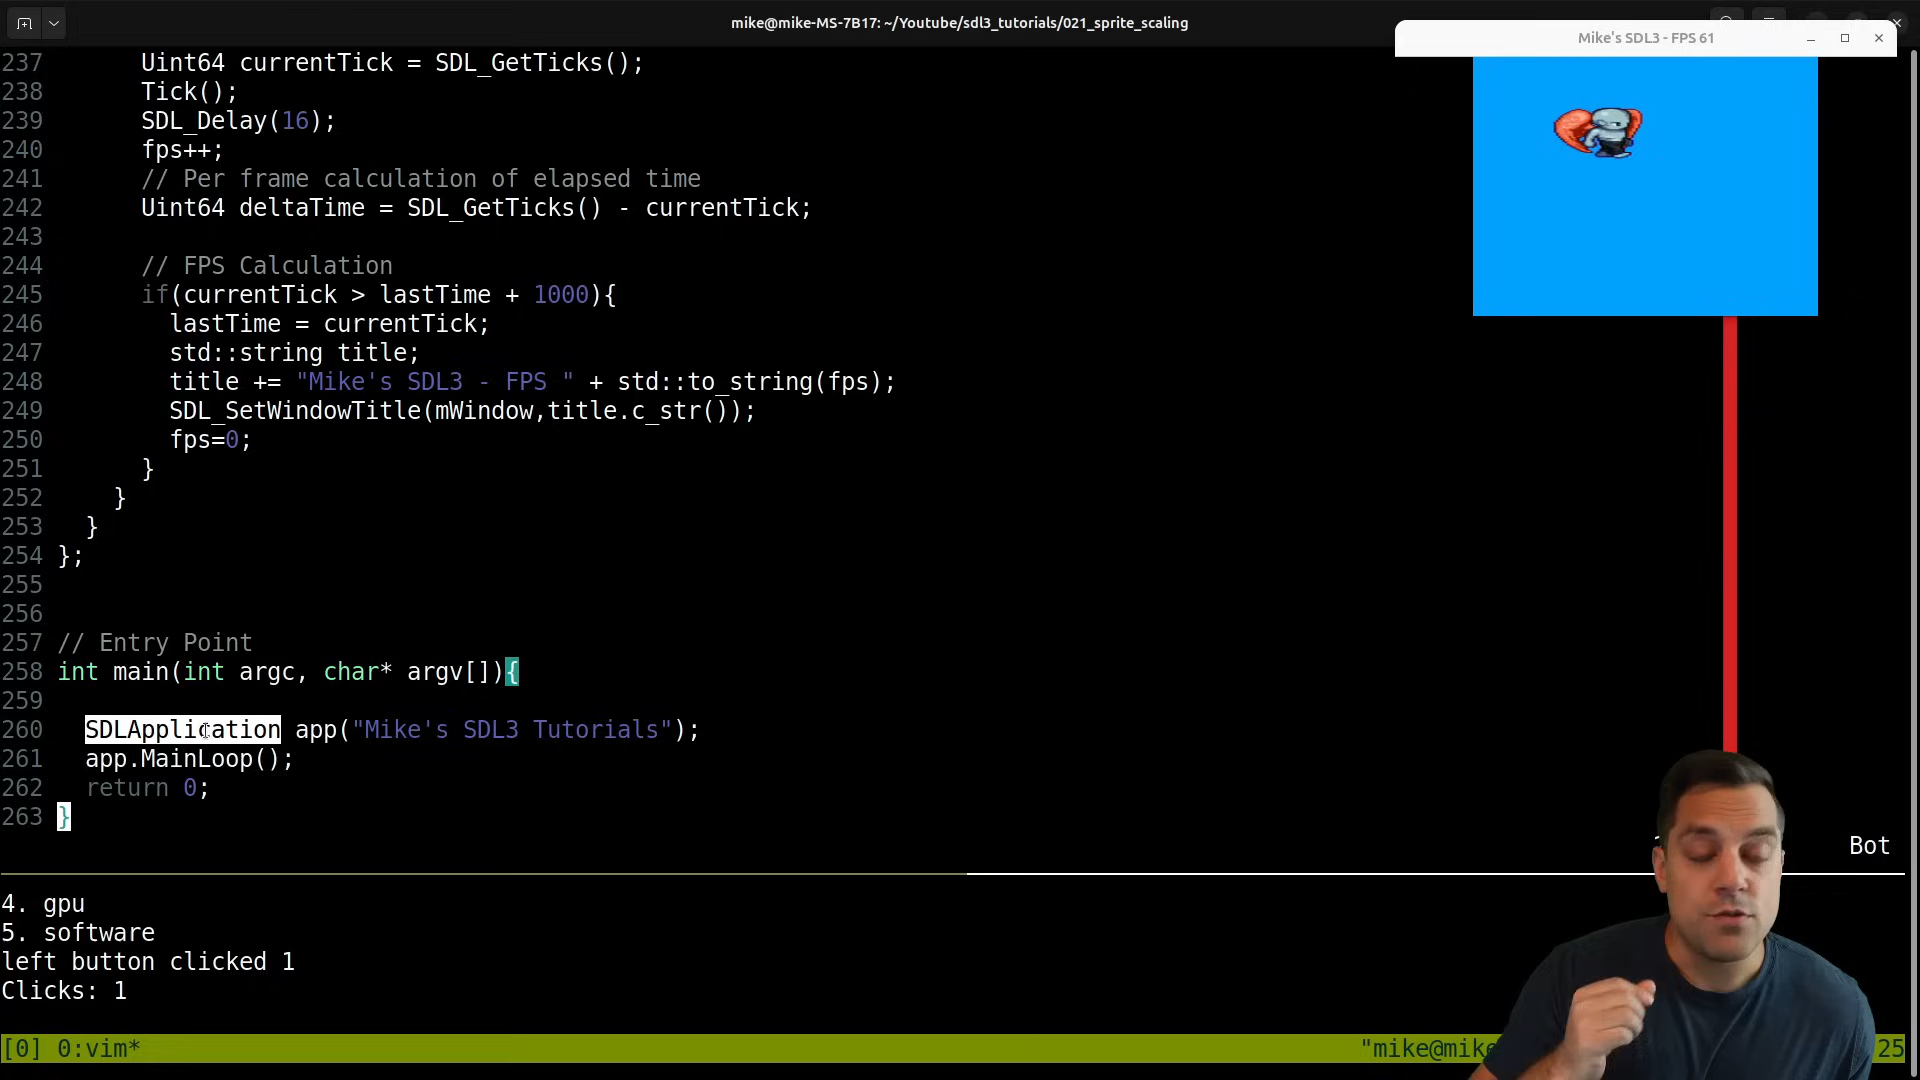 mike@mike-MS-7B17: ~/Youtube/sdl3_tutorials/021_sprite_scaling
Mike's SDL3 - FPS 61
237 Uint64 currentTick = SDL_GetTicks();
238 Tick();
239 SDL_Delay(16);
240 fps++;
241 // Per frame calculation of elapsed time
242 Uint64 deltaTime = SDL_GetTicks() - currentTick;
243
244 // FPS Calculation
245 if(currentTick > lastTime + 1000){
246 lastTime = currentTick;
247 std::string title;
248 title += "Mike's SDL3 - FPS " + std::to_string(fps);
249 SDL_SetWindowTitle(mWindow,title.c_str());
250 fps=0;
251 }
252 }
253 }
254 };
255
256
257 // Entry Point
258 int main(int argc, char* argv[]){
259
260 SDLApplication app("Mike's SDL3 Tutorials");
261 app.MainLoop();
262 return 0;
263 }
Bot
4. gpu
5. software
left button clicked 1
Clicks: 1
[0] 0:vim* "mike@mike 25